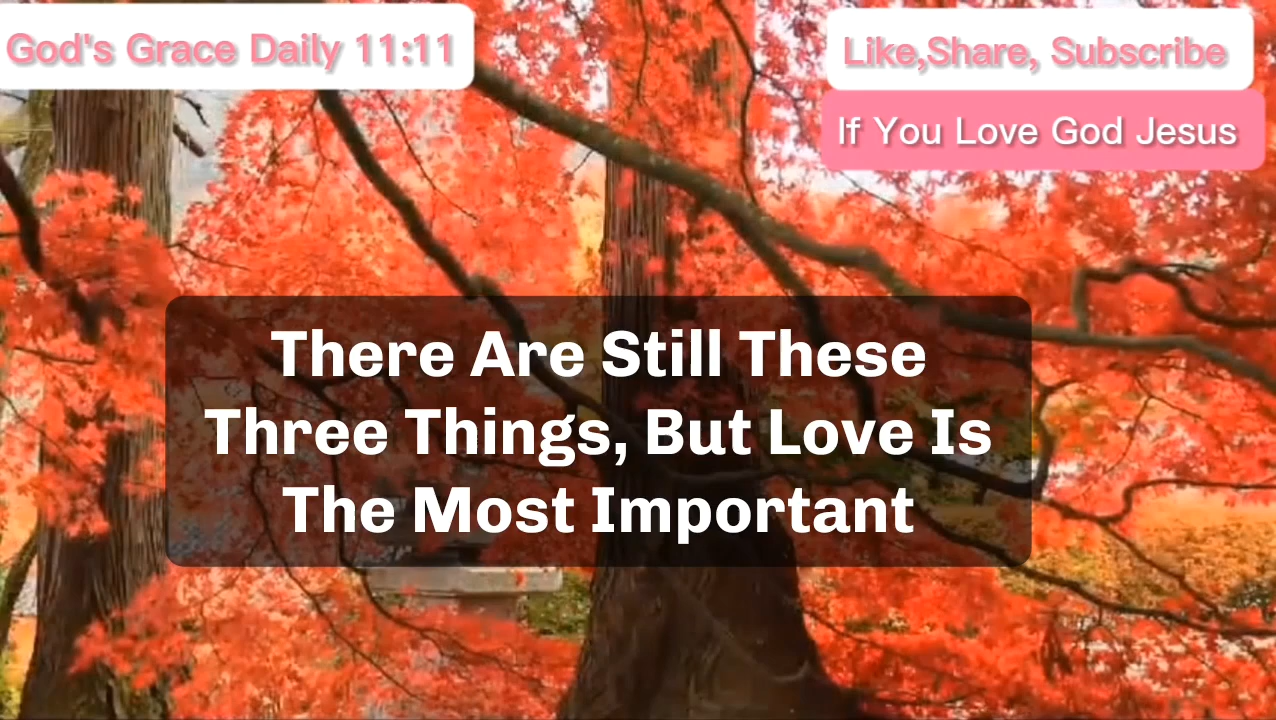 God's Grace Daily 11:11
Like,Share, Subscribe
If You Love God Jesus
There Are Still These
Three Things, But Love Is
The Most Important